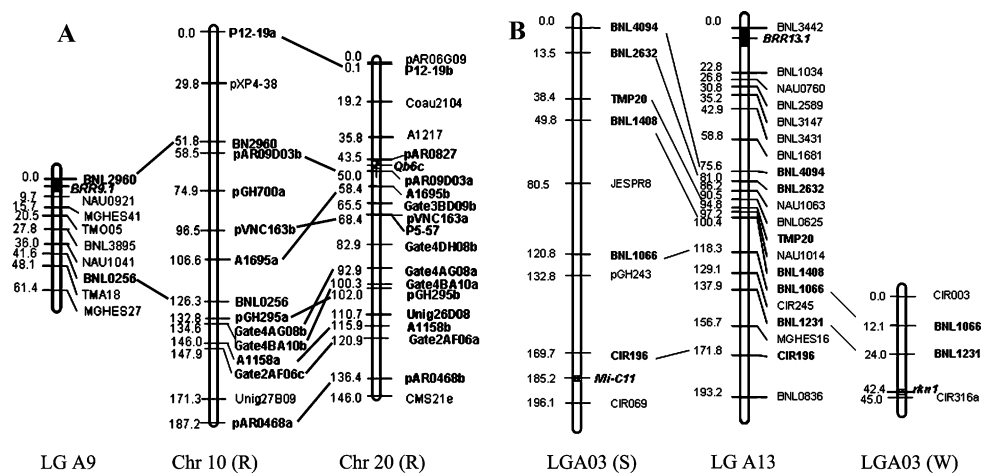 A
B
0.0 BNL2960
BRR9.1
9.7 NAU0921
15.7 MGHES41
20.5 TMO05
27.8 BNL3895
36.0 NAU1041
41.6 BNL0256
48.1 TMA18
61.4 MGHES27
LG A9
0.0 P12-19a
29.8 pXP4-38
51.8 BN2960
58.5 pAR09D03b
74.9 pGH700a
96.5 pVNC163b
106.6 A1695a
126.3 BNL0256
132.8 pGH295a
134.6 Gate4AG08b
Gate4BA10b
146.0 A1158a
147.9 Gate2AF06c
171.3 Unig27B09
187.2 pAR0468a
Chr 10 (R)
0.0 pAR06G09
0.1 P12-19b
19.2 Coau2104
35.8 A1217
43.5 pAR0827
Qb6c
50.0 pAR09D03a
58.4 A1695b
65.5 Gate3BD09b
68.4 pVNC163a
P5-57
82.9 Gate4DH08b
92.9 Gate4AG08a
100.3 Gate4BA10a
102.0 pGH295b
110.7 Unig26D08
115.9 A1158b
120.9 Gate2AF06a
136.4 pAR0468b
146.0 CMS21e
Chr 20 (R)
0.0 BNL4094
13.5 BNL2632
38.4 TMP20
49.8 BNL1408
80.5 JESPR8
120.8 BNL1066
132.8 pGH243
169.7 CIR196
185.2 Mi-C11
196.1 CIR069
LGA03 (S)
0.0 BNL3442
BRR13.1
22.8 BNL1034
26.8 NAU0760
30.8 BNL2589
35.2 BNL3147
42.9 BNL3431
58.8 BNL1681
75.6 BNL4094
81.0 BNL2632
86.2 NAU1063
90.5 BNL0625
94.8 TMP20
97.2 NAU1014
100.4 BNL1408
118.3 BNL1066
129.1 CIR245
137.9 BNL1231
156.7 MGHES16
171.8 CIR196
193.2 BNL0836
LG A13
0.0 CIR003
12.1 BNL1066
24.0 BNL1231
42.4 rkn1
45.0 CIR316a
LGA03 (W)